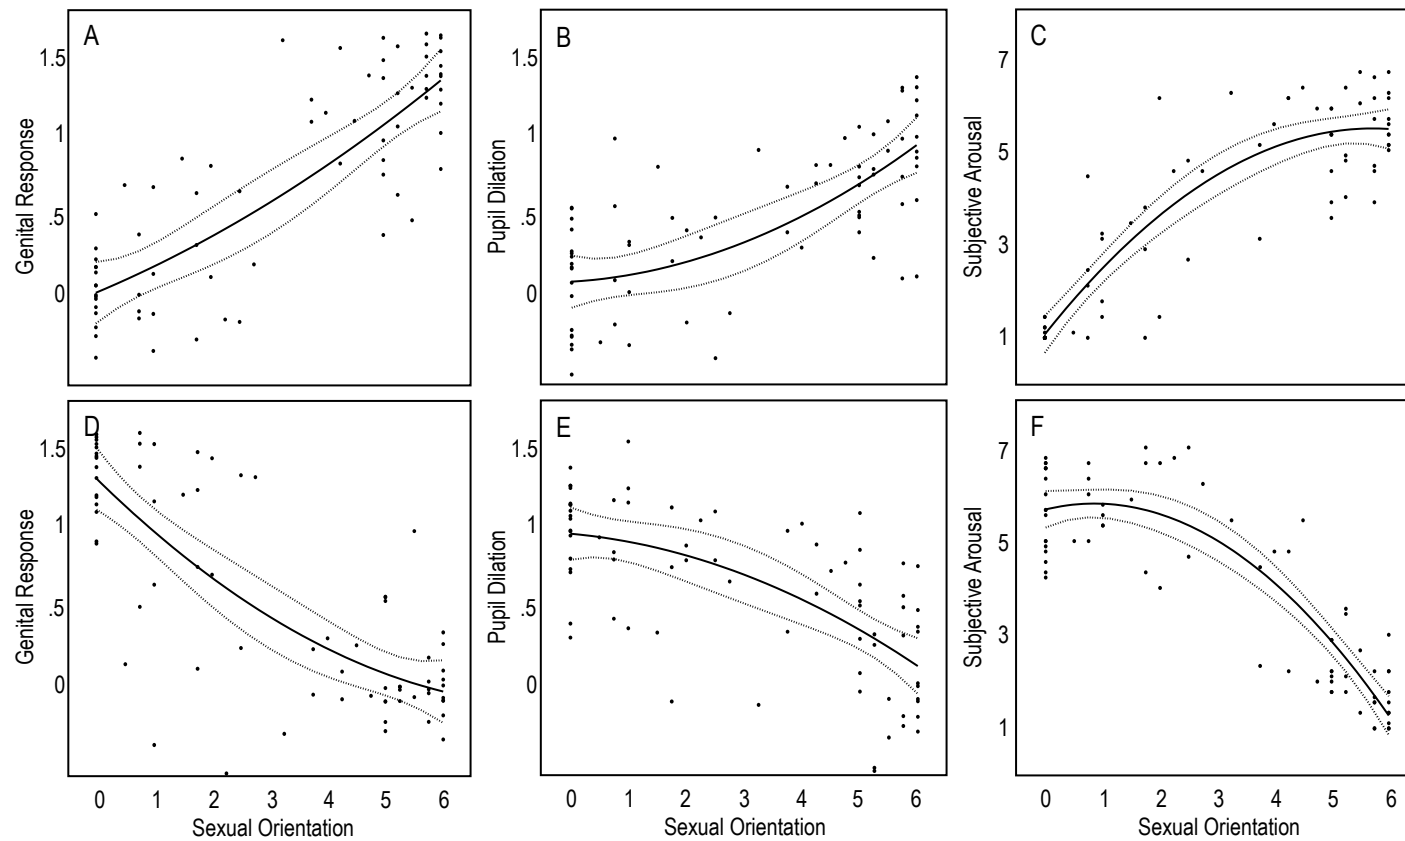 A
Genital Response
1.5
1
.5
0
B
Pupil Dilation
1.5
1
.5
0
C
Subjective Arousal
7
5
3
1
D
Genital Response
1.5
1
.5
0
0 1 2 3 4 5 6
Sexual Orientation
E
Pupil Dilation
1.5
1
.5
0
0 1 2 3 4 5 6
Sexual Orientation
F
Subjective Arousal
7
5
3
1
0 1 2 3 4 5 6
Sexual Orientation